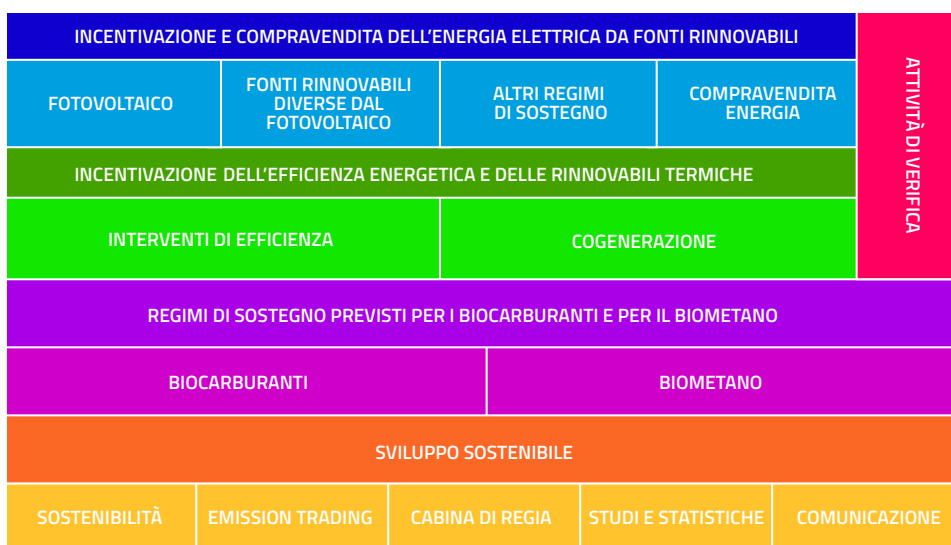 INCENTIVAZIONE E COMPRAVENDITA DELL'ENERGIA ELETTRICA DA FONTI RINNOVABILI
FOTOVOLTAICO
FONTI RINNOVABILI
DIVERSE DAL
FOTOVOLTAICO
ALTRI REGIMI
DI SOSTEGNO
COMPRAVENDITA
ENERGIA
ATTIVITÀ DI VERIFICA
INCENTIVAZIONE DELL'EFFICIENZA ENERGETICA E DELLE RINNOVABILI TERMICHE
INTERVENTI DI EFFICIENZA
COGENERAZIONE
REGIMI DI SOSTEGNO PREVISTI PER I BIOCARBURANTI E PER IL BIOMETANO
BIOCARBURANTI
BIOMETANO
SVILUPPO SOSTENIBILE
SOSTENIBILITÀ
EMISSION TRADING
CABINA DI REGIA
STUDI E STATISTICHE
COMUNICAZIONE